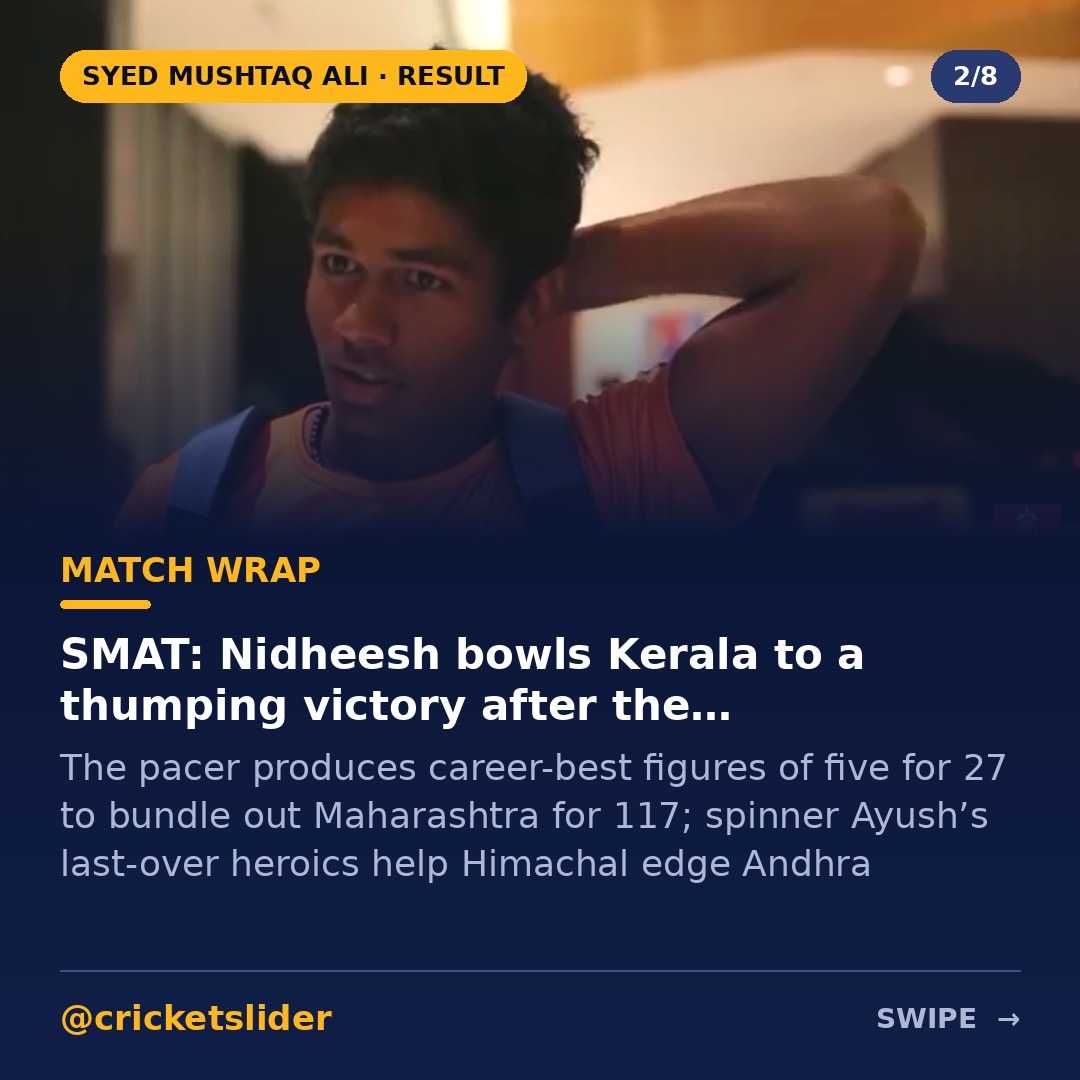 SYED MUSHTAQ ALI · RESULT
2/8
MATCH WRAP
SMAT: Nidheesh bowls Kerala to a
thumping victory after the…
The pacer produces career-best figures of five for 27
to bundle out Maharashtra for 117; spinner Ayush’s
last-over heroics help Himachal edge Andhra
@cricketslider
SWIPE →